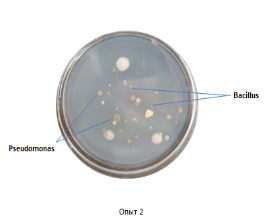 Bacillus
Pseudomonas
Опыт 2